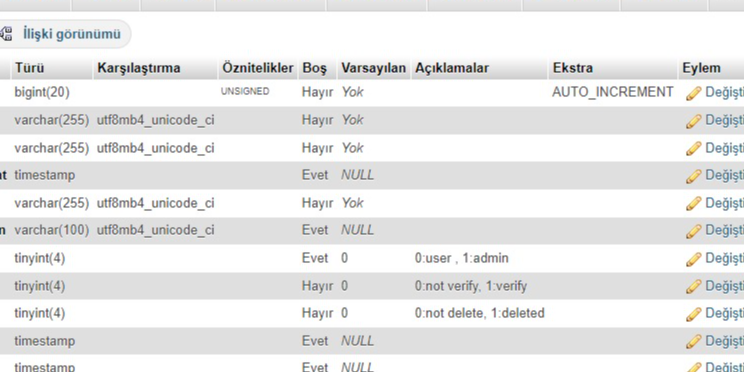 İlişki görünümü
Türü Karşılaştırma Öznitelikler Boş Varsayılan Açıklamalar Ekstra Eylem
bigint(20) UNSIGNED Hayır Yok AUTO_INCREMENT Değişti
varchar(255) utf8mb4_unicode_ci Hayır Yok Değişti
varchar(255) utf8mb4_unicode_ci Hayır Yok Değişti
at timestamp Evet NULL Değişti
varchar(255) utf8mb4_unicode_ci Hayır Yok Değişti
n varchar(100) utf8mb4_unicode_ci Evet NULL Değişti
tinyint(4) Evet 0 0:user , 1:admin Değişti
tinyint(4) Hayır 0 0:not verify, 1:verify Değişti
tinyint(4) Hayır 0 0:not delete, 1:deleted Değişti
timestamp Evet NULL Değişti
timestamp Evet NULL Değişti